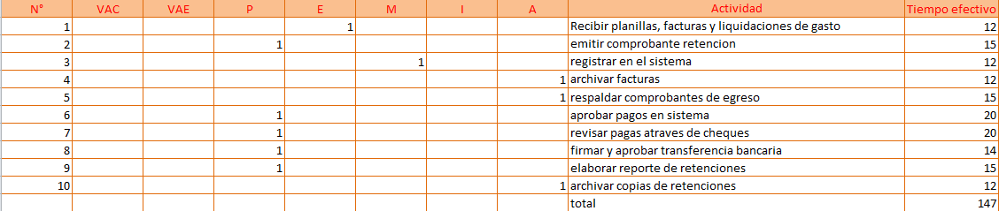 N° VAC VAE P E M I A Actividad Tiempo efectivo
1 1 Recibir planillas, facturas y liquidaciones de gasto 12
2 1 emitir comprobante retencion 15
3 1 registrar en el sistema 12
4 1 archivar facturas 12
5 1 respaldar comprobantes de egreso 15
6 1 aprobar pagos en sistema 20
7 1 revisar pagas atraves de cheques 20
8 1 firmar y aprobar transferencia bancaria 14
9 1 elaborar reporte de retenciones 15
10 1 archivar copias de retenciones 12
total 147